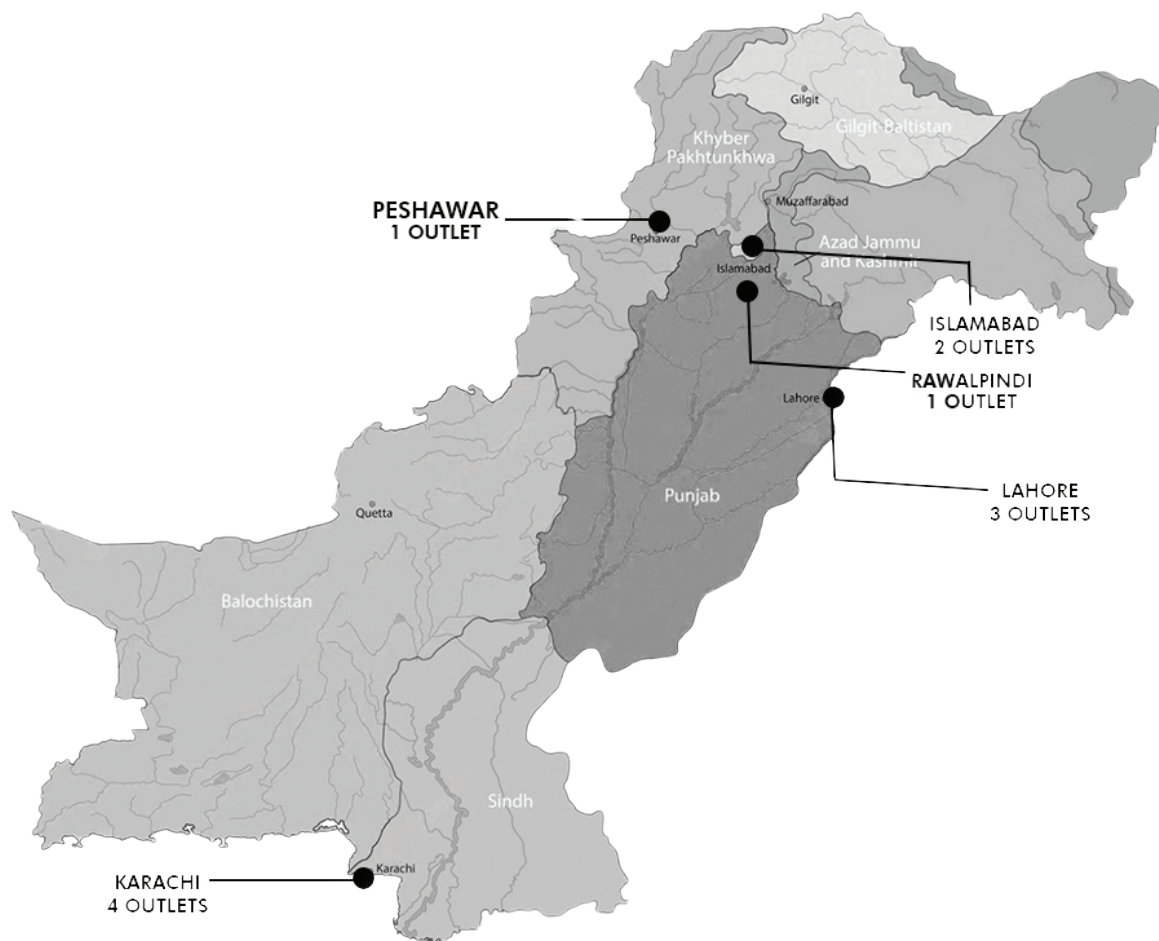 Gilgit
Gilgit-Baltistan
Khyber
Pakhtunkhwa
Muzaffarabad
PESHAWAR
1 OUTLET
Peshawar
Azad Jammu
and Kashmir
Islamabad
ISLAMABAD
2 OUTLETS
RAWALPINDI
1 OUTLET
Lahore
Punjab
LAHORE
3 OUTLETS
Quetta
Balochistan
Sindh
Karachi
KARACHI
4 OUTLETS